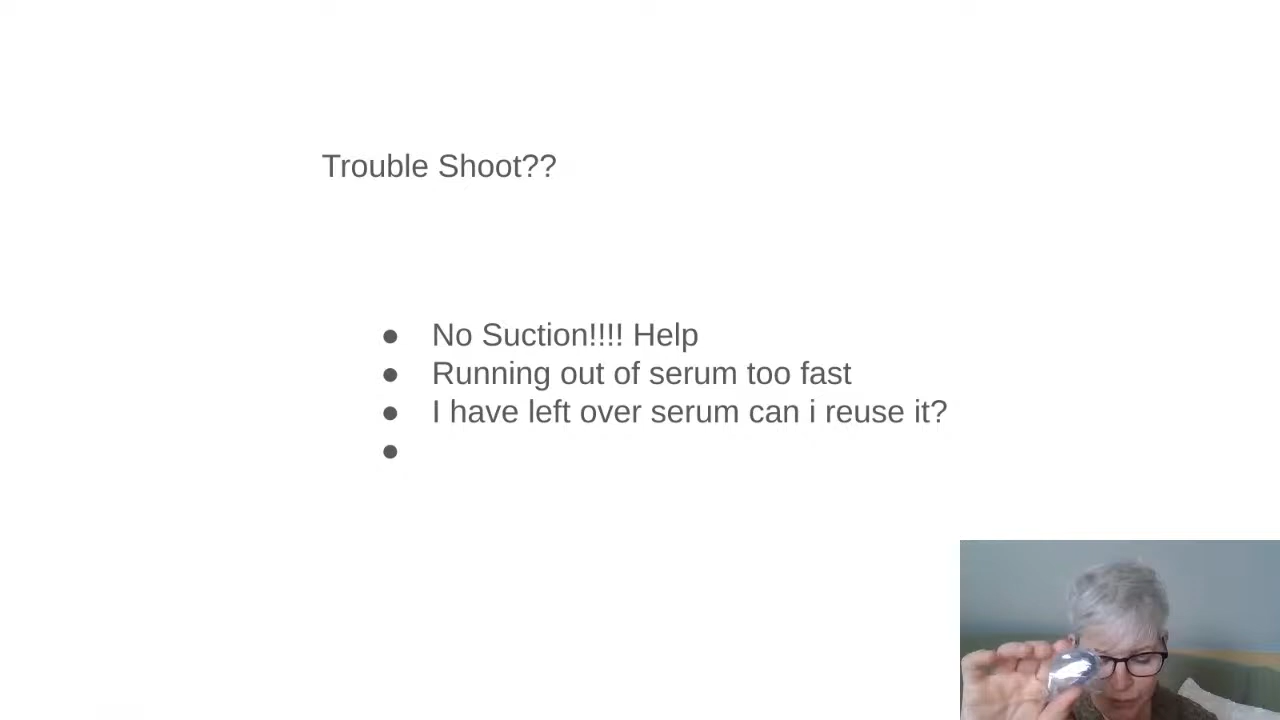 Trouble Shoot??
● No Suction!!!! Help
● Running out of serum too fast
● I have left over serum can i reuse it?
●